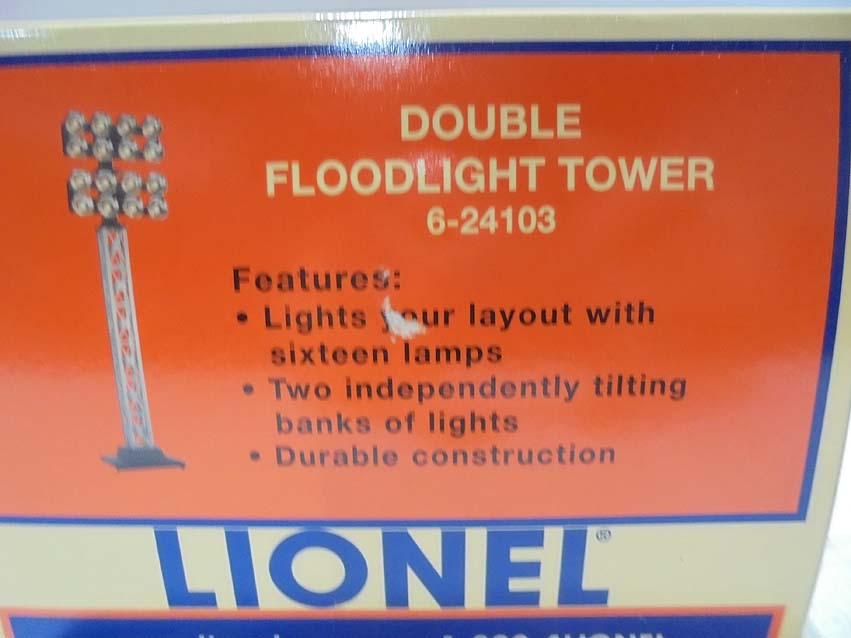 DOUBLE
FLOODLIGHT TOWER
6-24103
Features:
• Lights your layout with
sixteen lamps
• Two independently tilting
banks of lights
• Durable construction
LIONEL®